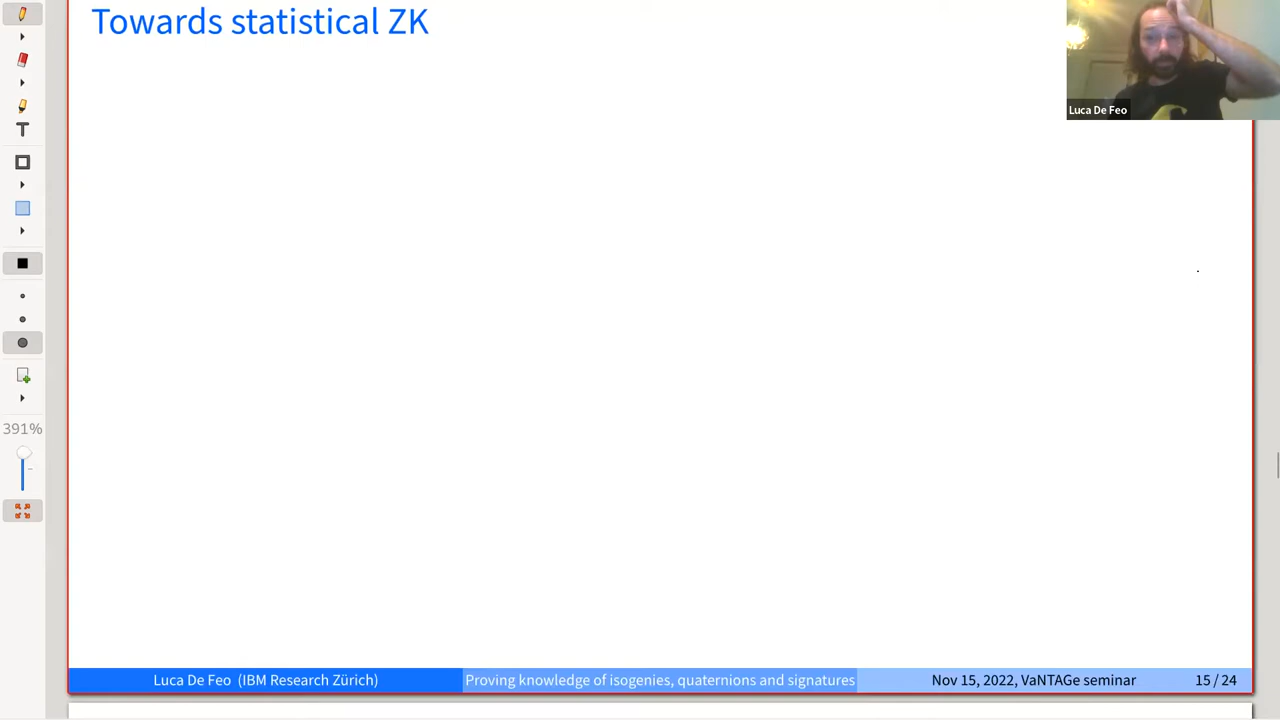 Towards statistical ZK
Luca De Feo
T
391%
Luca De Feo (IBM Research Zürich)
Proving knowledge of isogenies, quaternions and signatures
Nov 15, 2022, VaNTAGe seminar
15 / 24